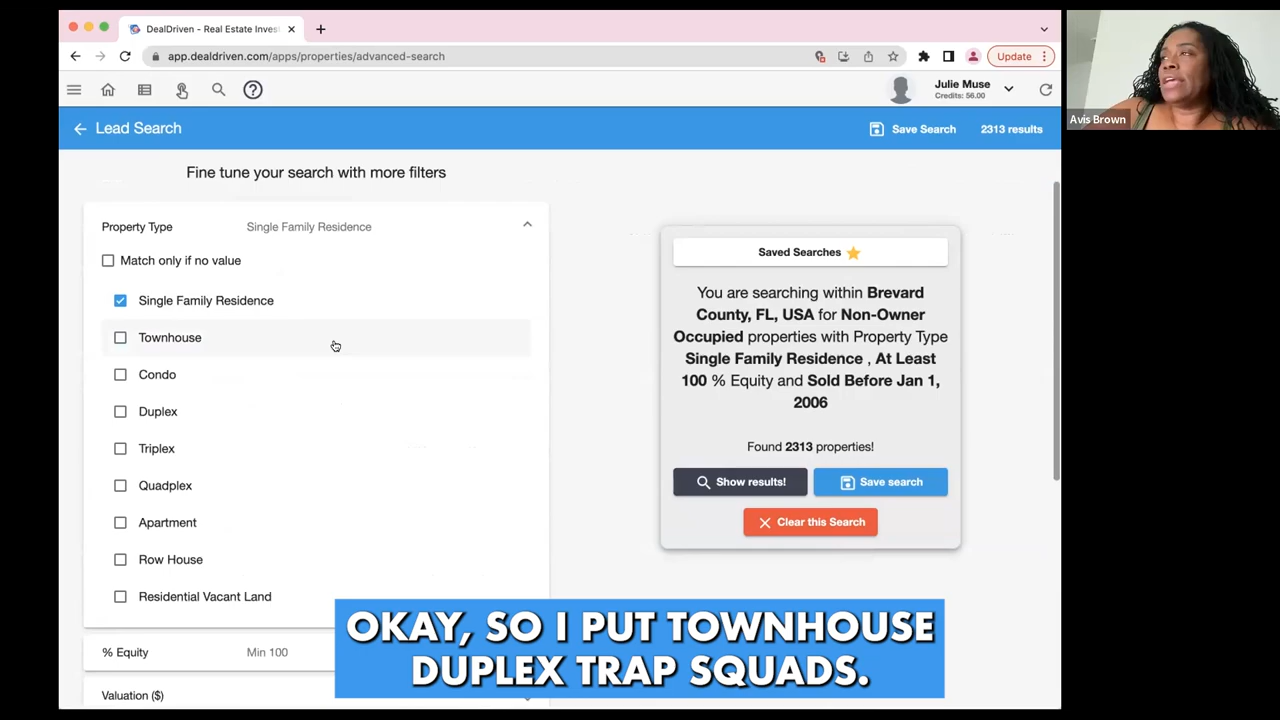 DealDriven - Real Estate Inves
app.dealdriven.com/apps/properties/advanced-search
Update
Julie Muse
Credits: 56.00
Lead Search
Save Search
2313 results
Fine tune your search with more filters
Property Type
Single Family Residence
Match only if no value
Single Family Residence
Townhouse
Condo
Duplex
Triplex
Quadplex
Apartment
Row House
Residential Vacant Land
% Equity
Min 100
Valuation ($)
Saved Searches
You are searching within Brevard
County, FL, USA for Non-Owner
Occupied properties with Property Type
Single Family Residence , At Least
100 % Equity and Sold Before Jan 1,
2006
Found 2313 properties!
Show results!
Save search
Clear this Search
Avis Brown
OKAY, SO I PUT TOWNHOUSE
DUPLEX TRAP SQUADS.